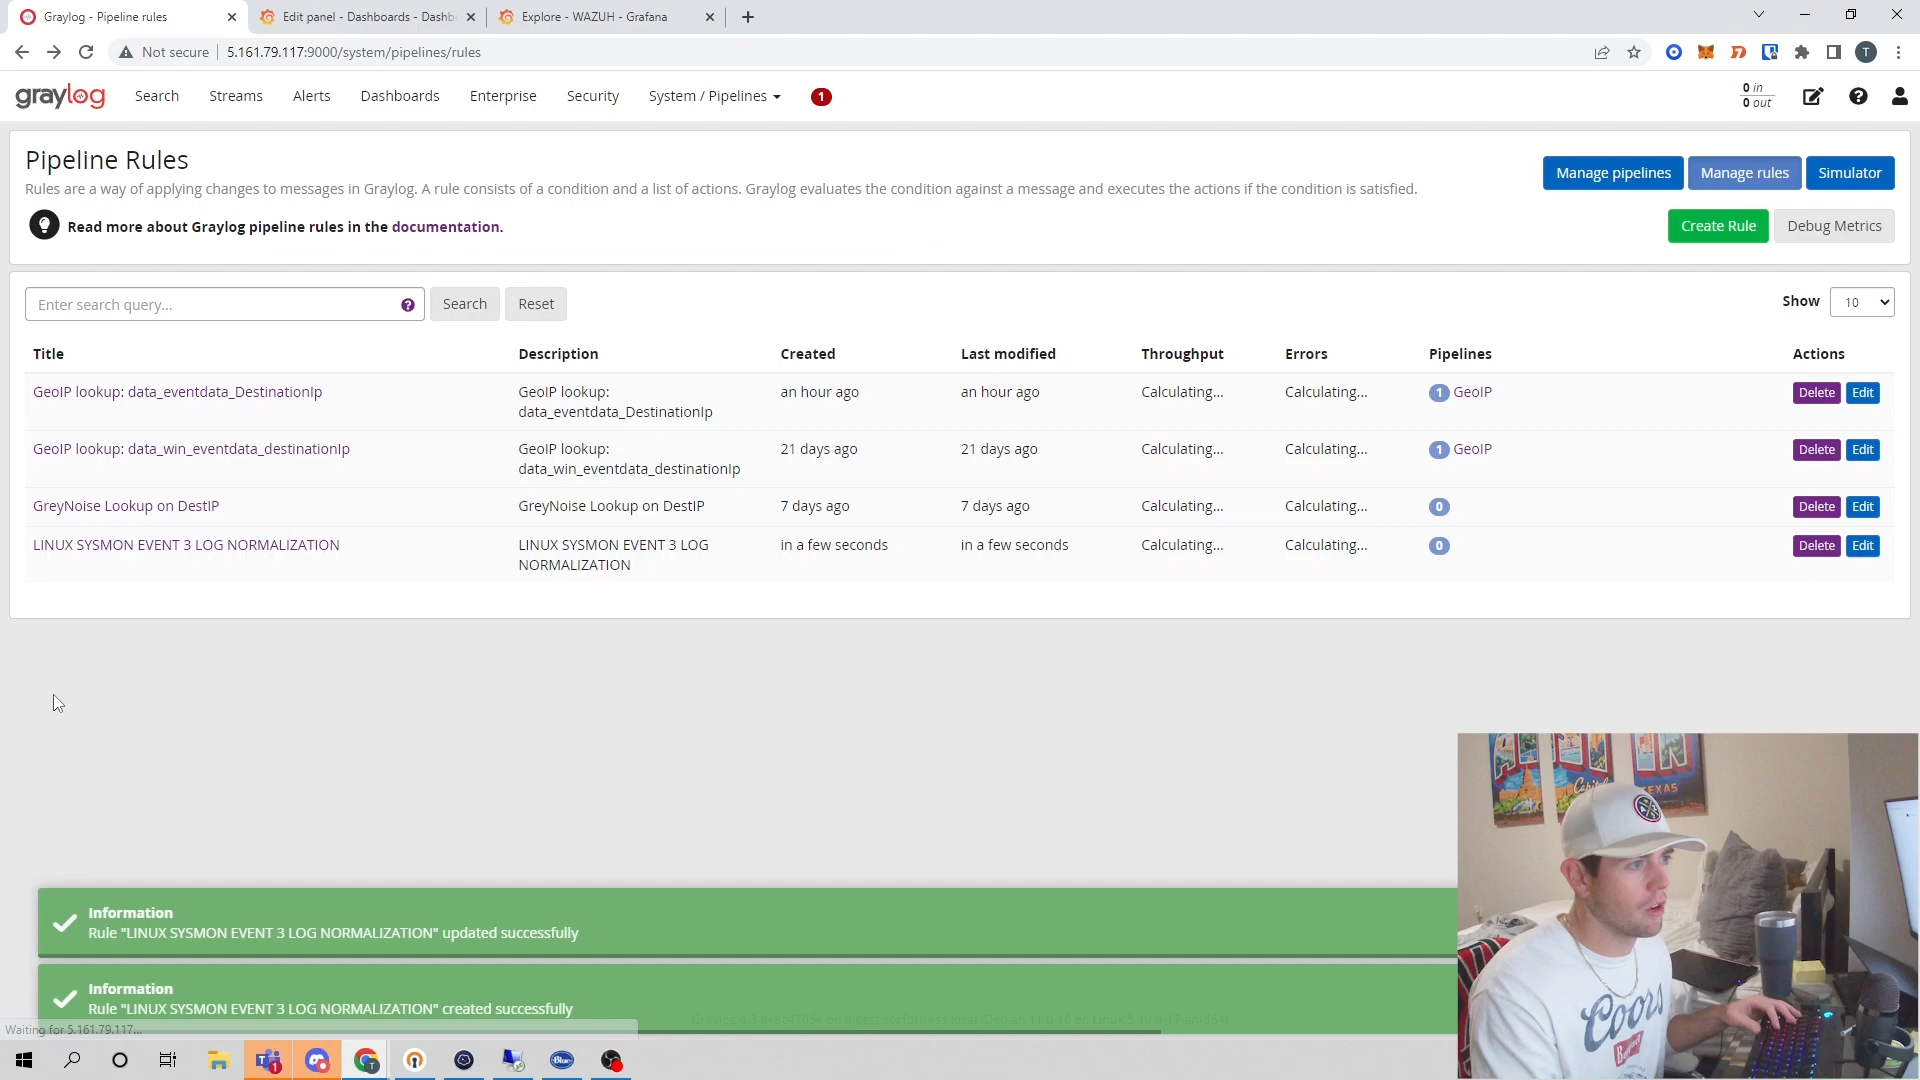 Graylog - Pipeline rules
Edit panel - Dashboards - Dashb
Explore - WAZUH - Grafana
Not secure
5.161.79.117:9000/system/pipelines/rules
T
graylog
Search
Streams
Alerts
Dashboards
Enterprise
Security
System / Pipelines
1
0 in
0 out
Pipeline Rules
Rules are a way of applying changes to messages in Graylog. A rule consists of a condition and a list of actions. Graylog evaluates the condition against a message and executes the actions if the condition is satisfied.
Manage pipelines
Manage rules
Simulator
Read more about Graylog pipeline rules in the documentation.
Create Rule
Debug Metrics
Enter search query...
Search
Reset
Show
10
Title
Description
Created
Last modified
Throughput
Errors
Pipelines
Actions
GeoIP lookup: data_eventdata_DestinationIp
GeoIP lookup:
data_eventdata_DestinationIp
an hour ago
an hour ago
Calculating...
Calculating...
1 GeoIP
Delete
Edit
GeoIP lookup: data_win_eventdata_destinationIp
GeoIP lookup:
data_win_eventdata_destinationIp
21 days ago
21 days ago
Calculating...
Calculating...
1 GeoIP
Delete
Edit
GreyNoise Lookup on DestIP
GreyNoise Lookup on DestIP
7 days ago
7 days ago
Calculating...
Calculating...
0
Delete
Edit
LINUX SYSMON EVENT 3 LOG NORMALIZATION
LINUX SYSMON EVENT 3 LOG
NORMALIZATION
in a few seconds
in a few seconds
Calculating...
Calculating...
0
Delete
Edit
Information
Rule "LINUX SYSMON EVENT 3 LOG NORMALIZATION" updated successfully
Information
Rule "LINUX SYSMON EVENT 3 LOG NORMALIZATION" created successfully
Waiting for 5.161.79.117...
TEXAS
Coors
Blue
1